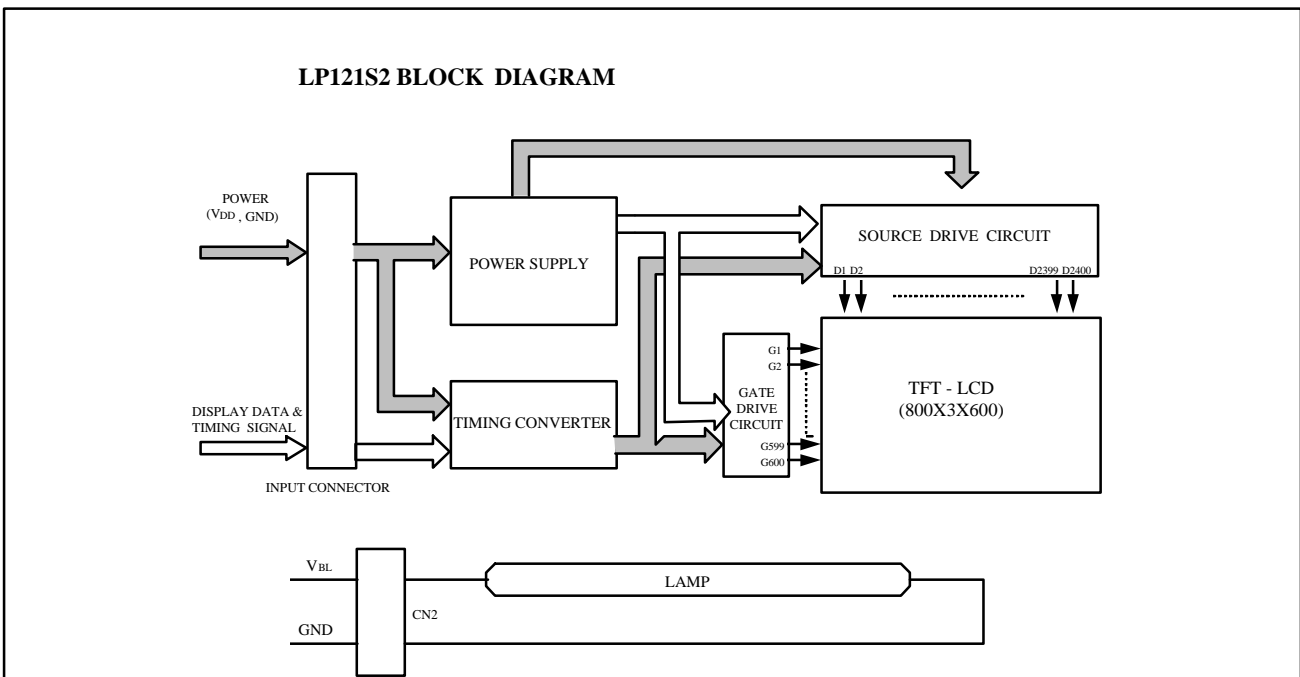 LP121S2 BLOCK DIAGRAM
POWER
(VDD , GND)
POWER SUPPLY
SOURCE DRIVE CIRCUIT
D1 D2
D2399 D2400
G1
G2
GATE
DRIVE
CIRCUIT
G599
G600
TFT - LCD
(800X3X600)
TIMING CONVERTER
DISPLAY DATA &
TIMING SIGNAL
INPUT CONNECTOR
VBL
LAMP
CN2
GND